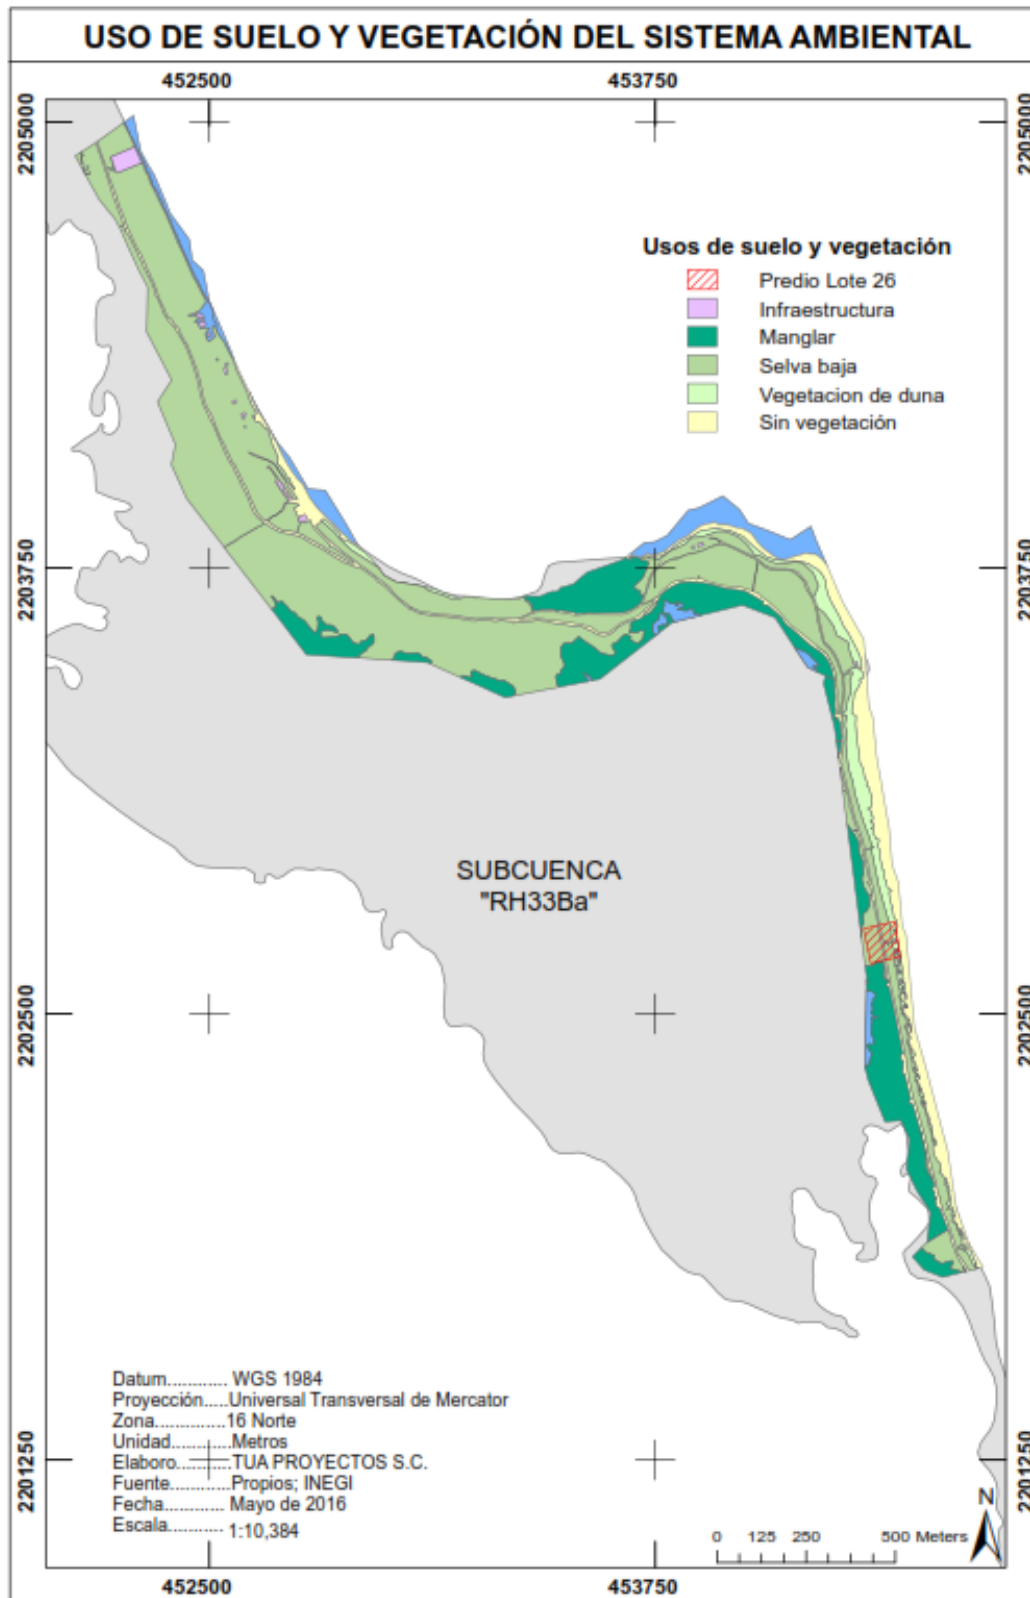 USO DE SUELO Y VEGETACIÓN DEL SISTEMA AMBIENTAL
452500 453750
2205000 2205000
Usos de suelo y vegetación
Predio Lote 26
Infraestructura
Manglar
Selva baja
Vegetacion de duna
Sin vegetación
2203750 2203750
SUBCUENCA
"RH33Ba"
2202500 2202500
Datum............ WGS 1984
Proyección.....Universal Transversal de Mercator
Zona..............16 Norte
Unidad............Metros
Elaboro...........TUA PROYECTOS S.C.
Fuente............Propios; INEGI
Fecha............ Mayo de 2016
Escala........... 1:10,384
2201250 2201250
N
0 125 250 500 Meters
452500 453750